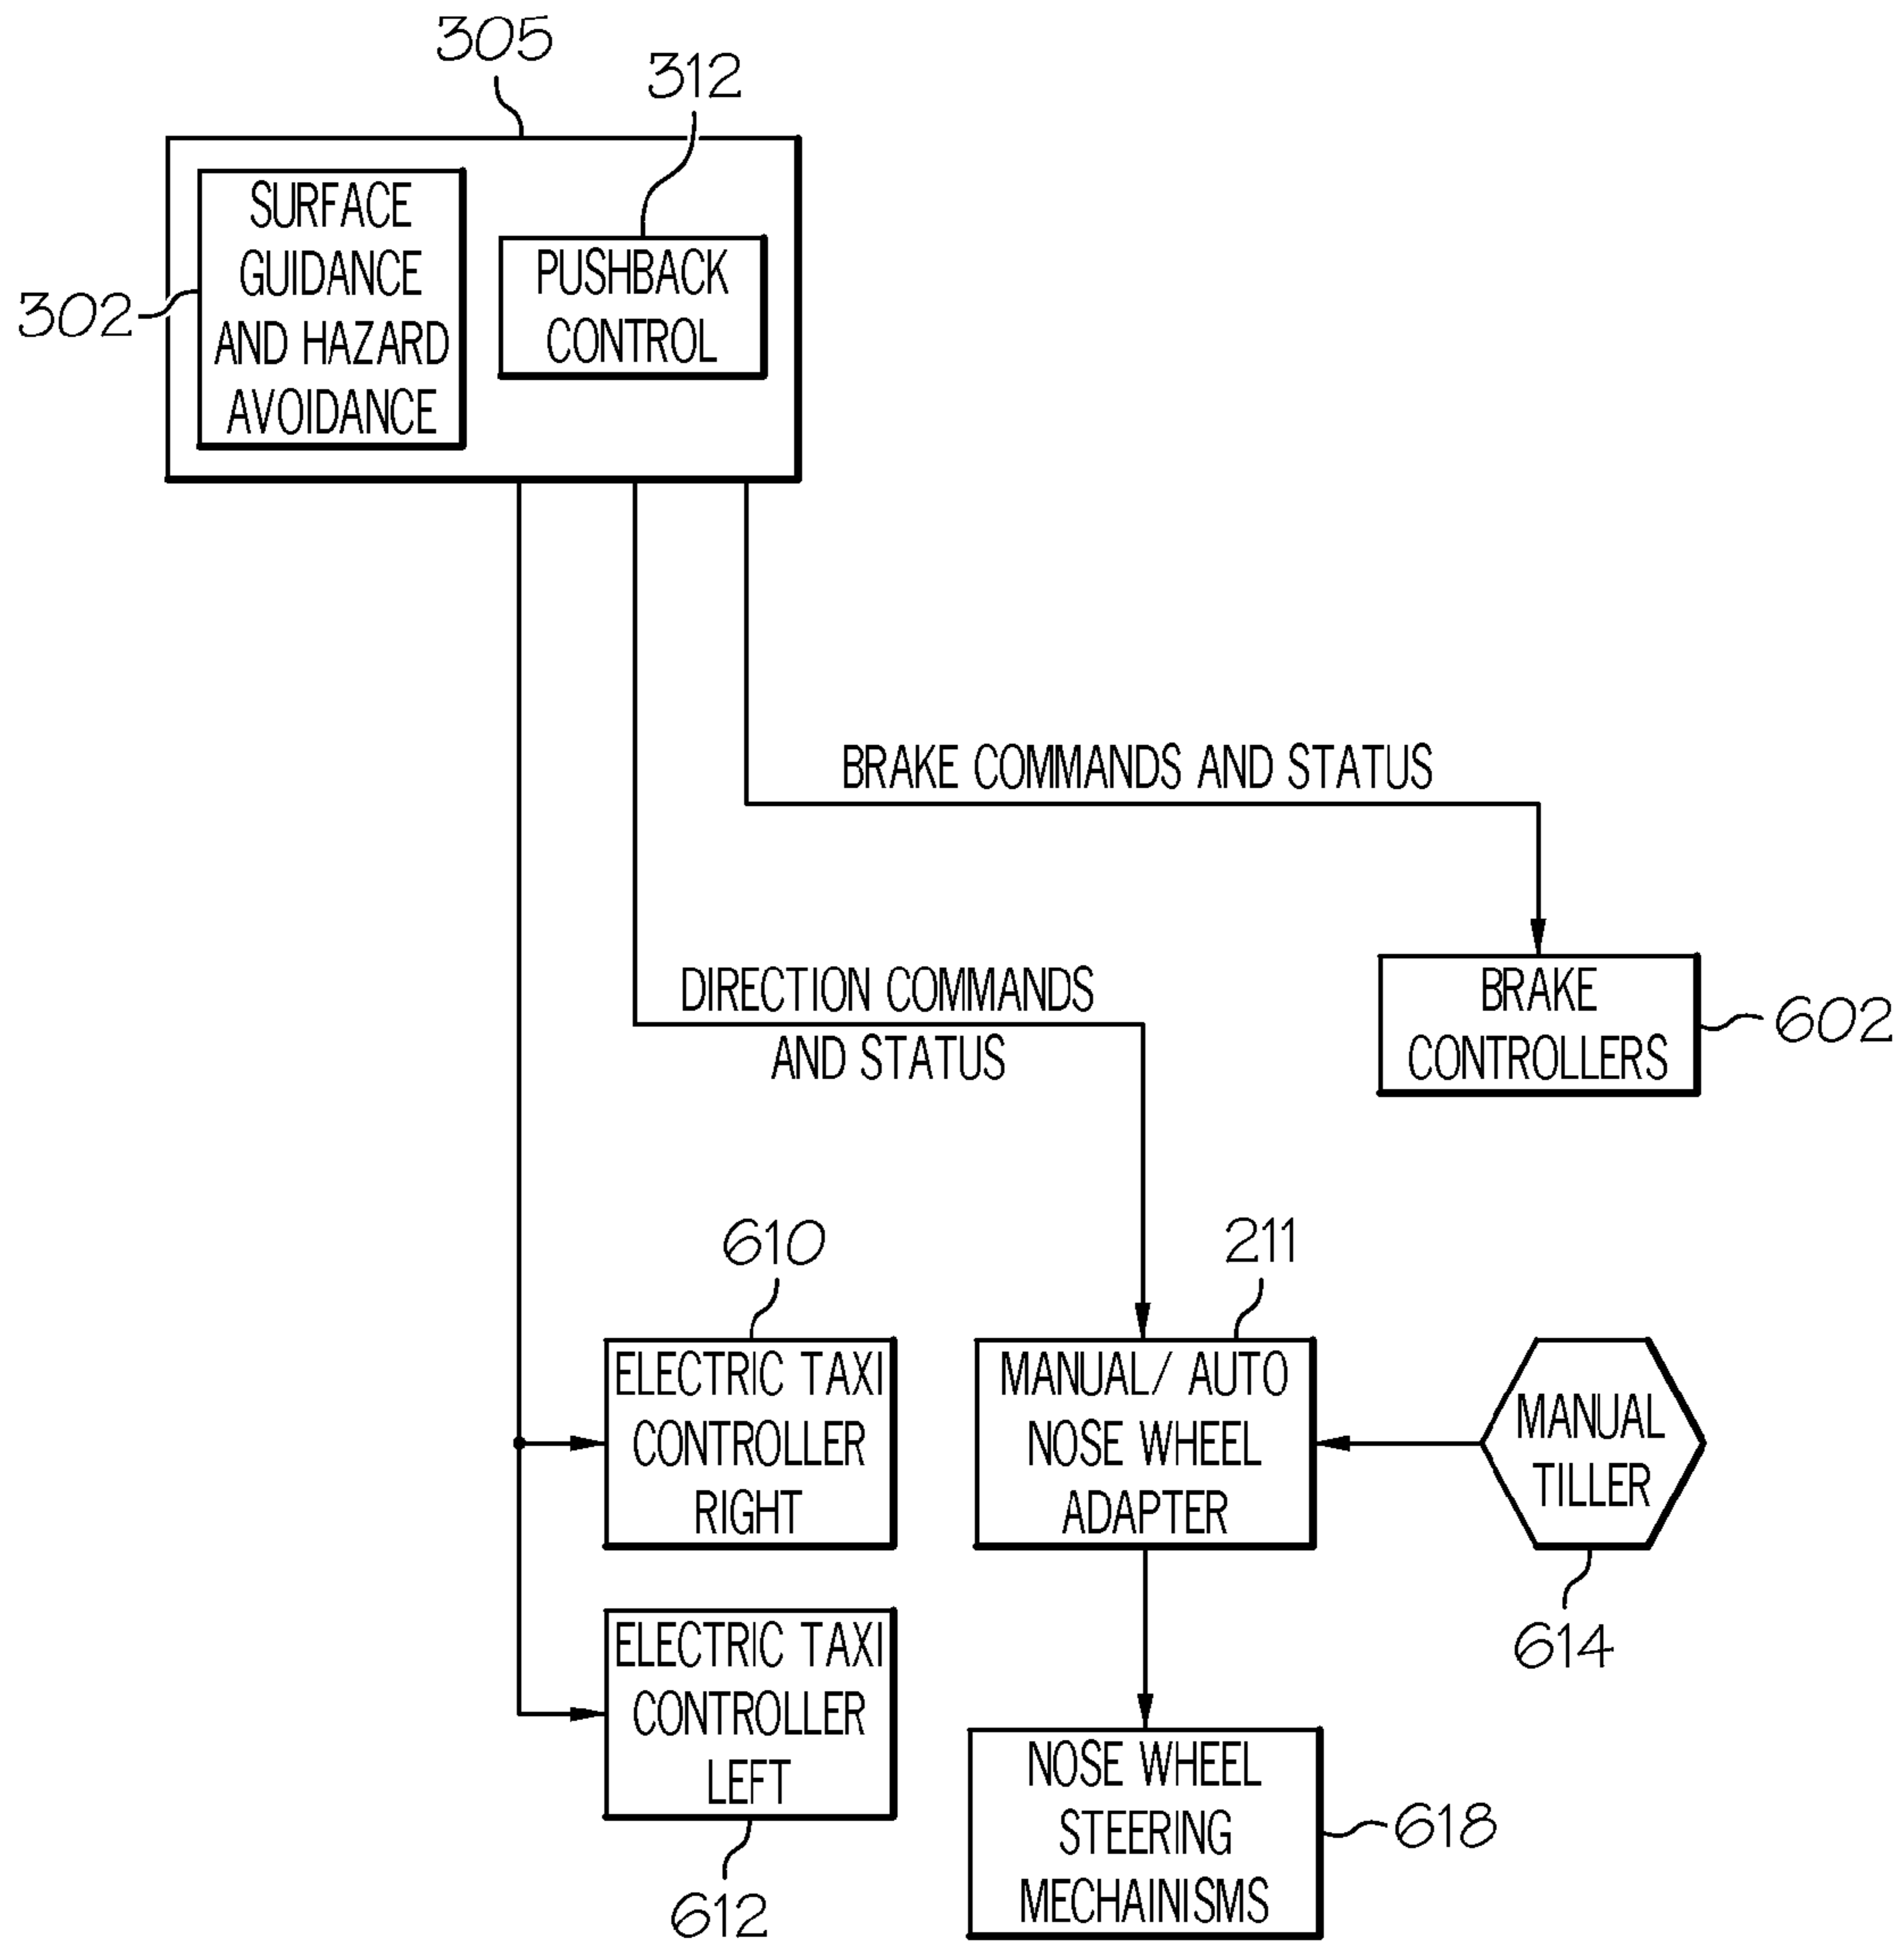 305
312
SURFACE
GUIDANCE
AND HAZARD
AVOIDANCE
PUSHBACK
CONTROL
302
BRAKE COMMANDS AND STATUS
DIRECTION COMMANDS
AND STATUS
BRAKE
CONTROLLERS
602
610
211
ELECTRIC TAXI
CONTROLLER
RIGHT
MANUAL/ AUTO
NOSE WHEEL
ADAPTER
MANUAL
TILLER
614
ELECTRIC TAXI
CONTROLLER
LEFT
612
NOSE WHEEL
STEERING
MECHAINISMS
618